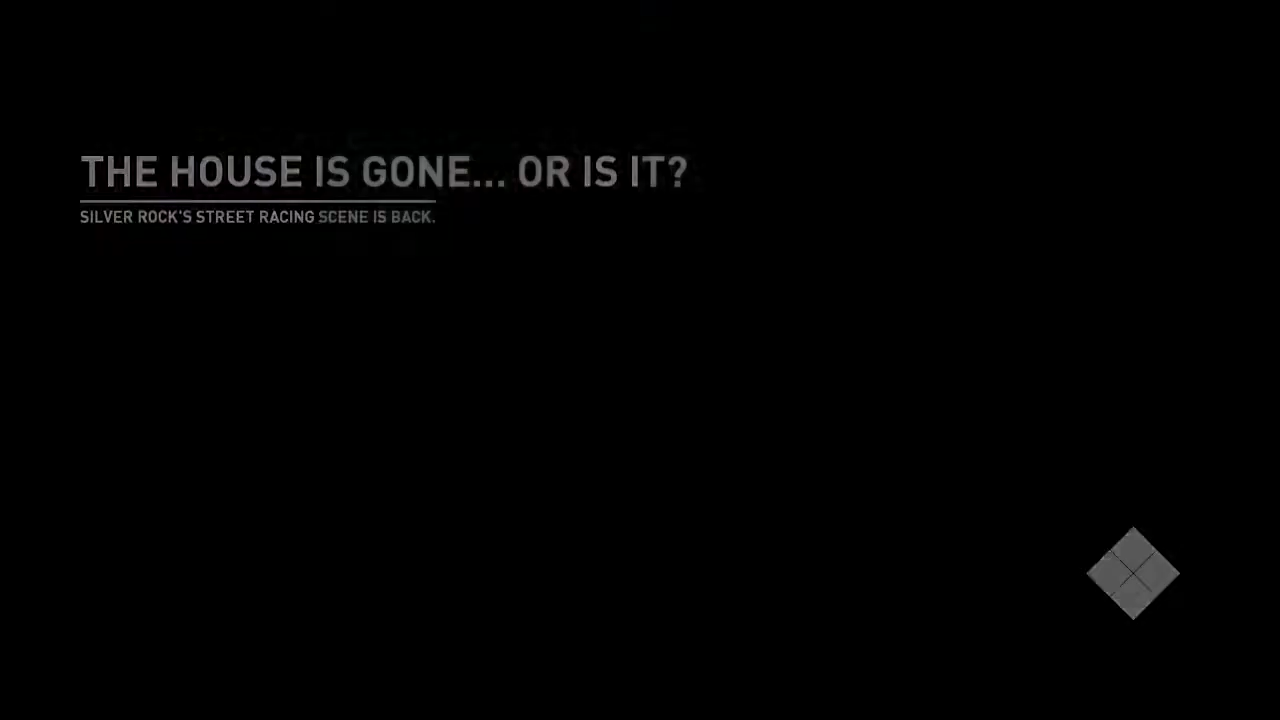 THE HOUSE IS GONE... OR IS IT?
SILVER ROCK'S STREET RACING SCENE IS BACK.